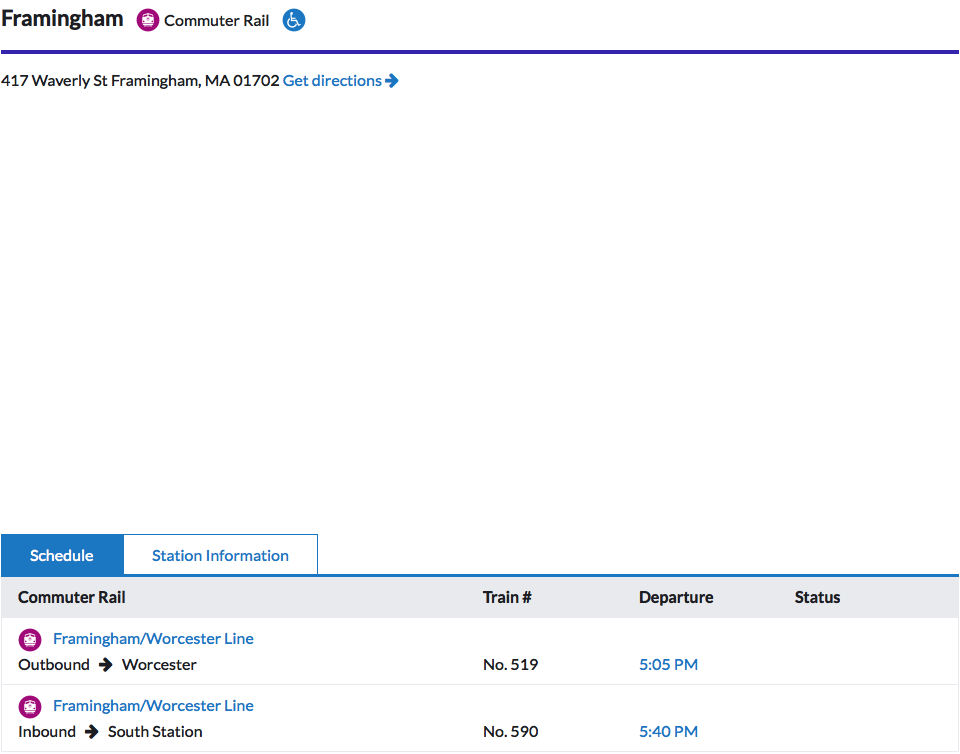 Framingham Commuter Rail
417 Waverly St Framingham, MA 01702 Get directions
Schedule Station Information
Commuter Rail Train # Departure Status
Framingham/Worcester Line
Outbound Worcester No. 519 5:05 PM
Framingham/Worcester Line
Inbound South Station No. 590 5:40 PM